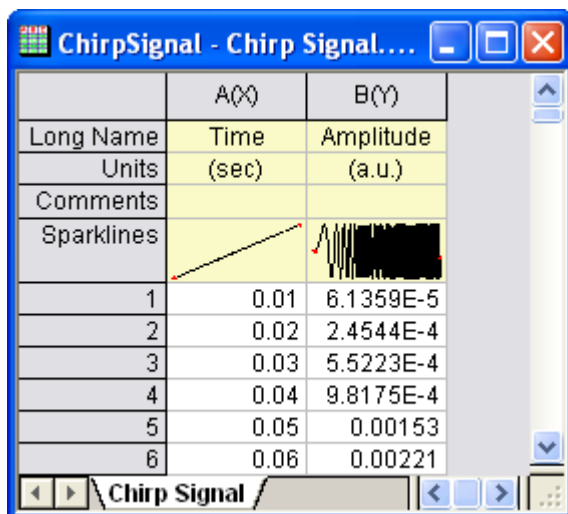 ChirpSignal - Chirp Signal....
A(X) B(Y)
Long Name Time Amplitude
Units (sec) (a.u.)
Comments
Sparklines
1 0.01 6.1359E-5
2 0.02 2.4544E-4
3 0.03 5.5223E-4
4 0.04 9.8175E-4
5 0.05 0.00153
6 0.06 0.00221
Chirp Signal